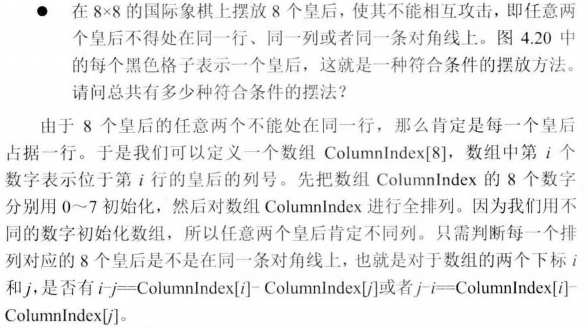 ● 在 8×8 的国际象棋上摆放 8 个皇后，使其不能相互攻击，即任意两
个皇后不得处在同一行、同一列或者同一条对角线上。图 4.20 中
的每个黑色格子表示一个皇后，这就是一种符合条件的摆放方法。
请问总共有多少种符合条件的摆法？
由于 8 个皇后的任意两个不能处在同一行，那么肯定是每一个皇后
占据一行。于是我们可以定义一个数组 ColumnIndex[8]，数组中第 i 个
数字表示位于第 i 行的皇后的列号。先把数组 ColumnIndex 的 8 个数字
分别用 0～7 初始化，然后对数组 ColumnIndex 进行全排列。因为我们用不
同的数字初始化数组，所以任意两个皇后肯定不同列。只需判断每一个排
列对应的 8 个皇后是不是在同一条对角线上，也就是对于数组的两个下标 i
和 j，是否有 i-j==ColumnIndex[i]- ColumnIndex[j]或者 j-i==ColumnIndex[i]-
ColumnIndex[j]。